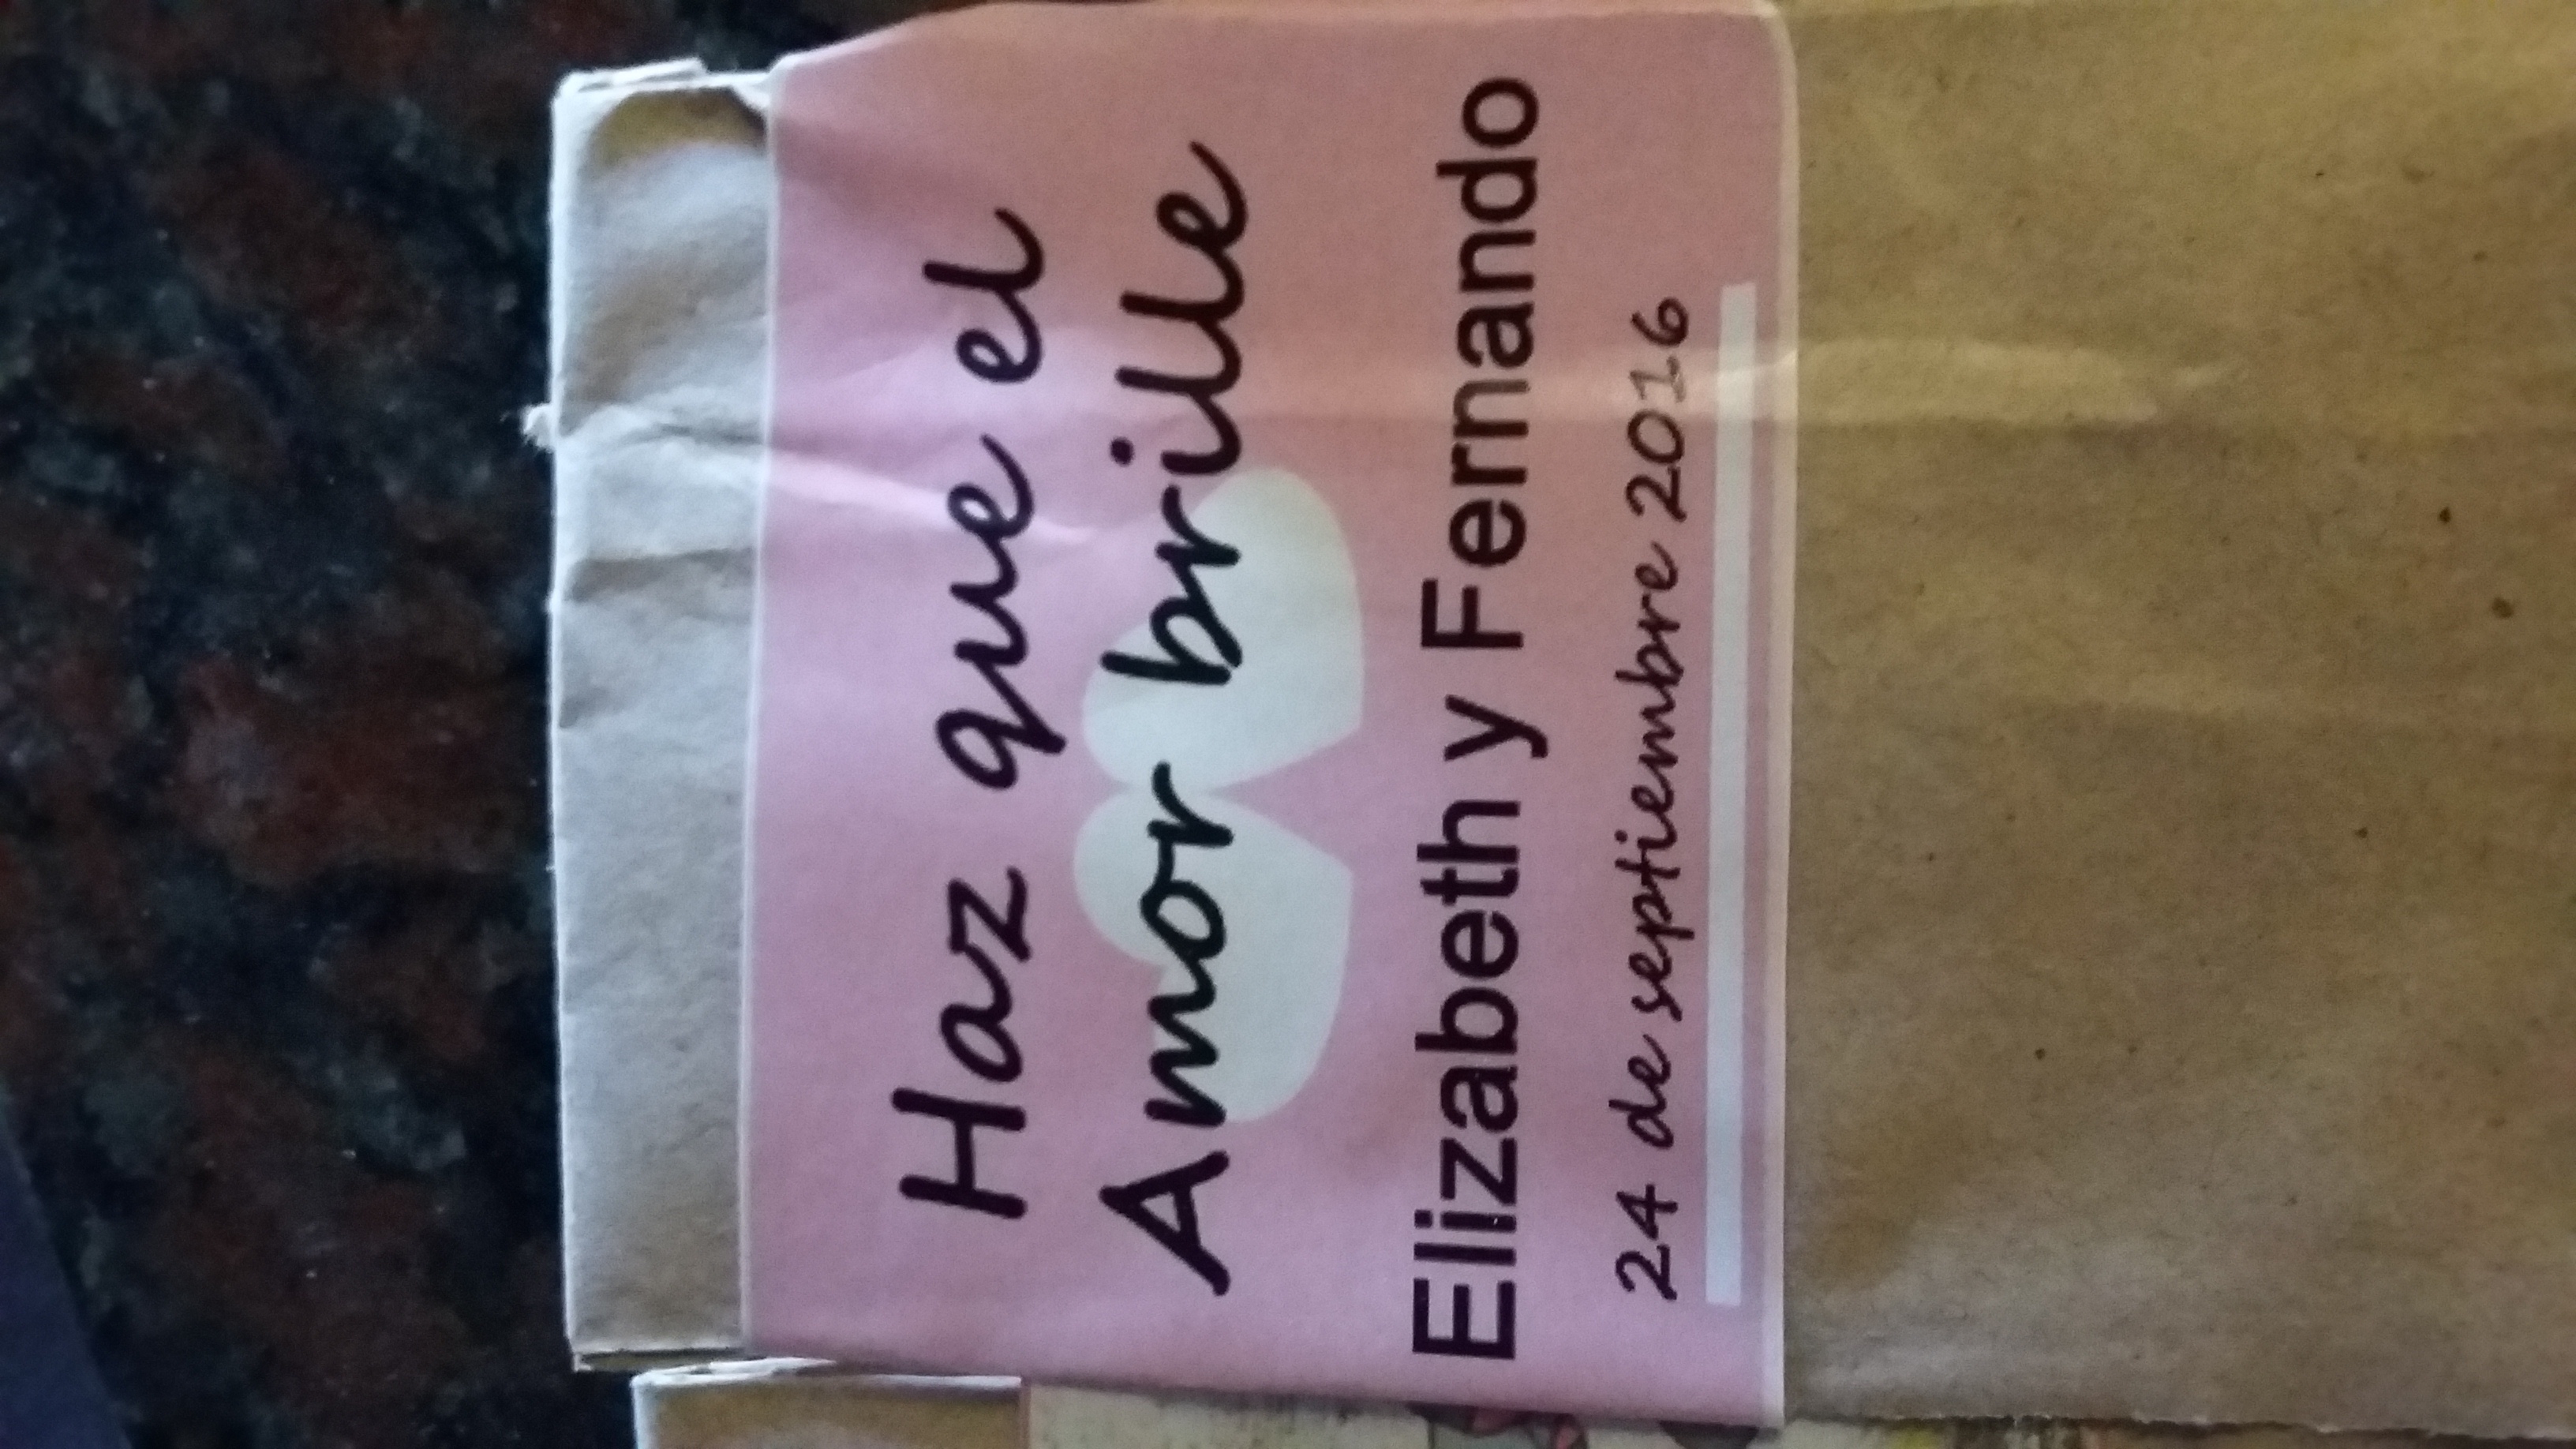 Haz que el
Amor brille
Elizabeth y Fernando
24 de septiembre 2016